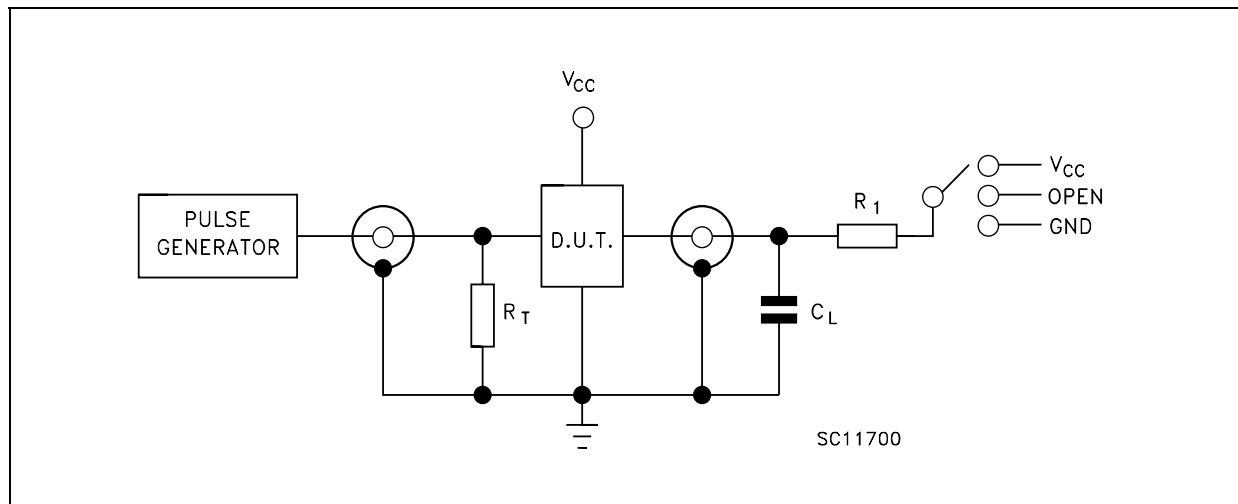 VCC
PULSE
GENERATOR
D.U.T.
RT
CL
R1
VCC
OPEN
GND
SC11700